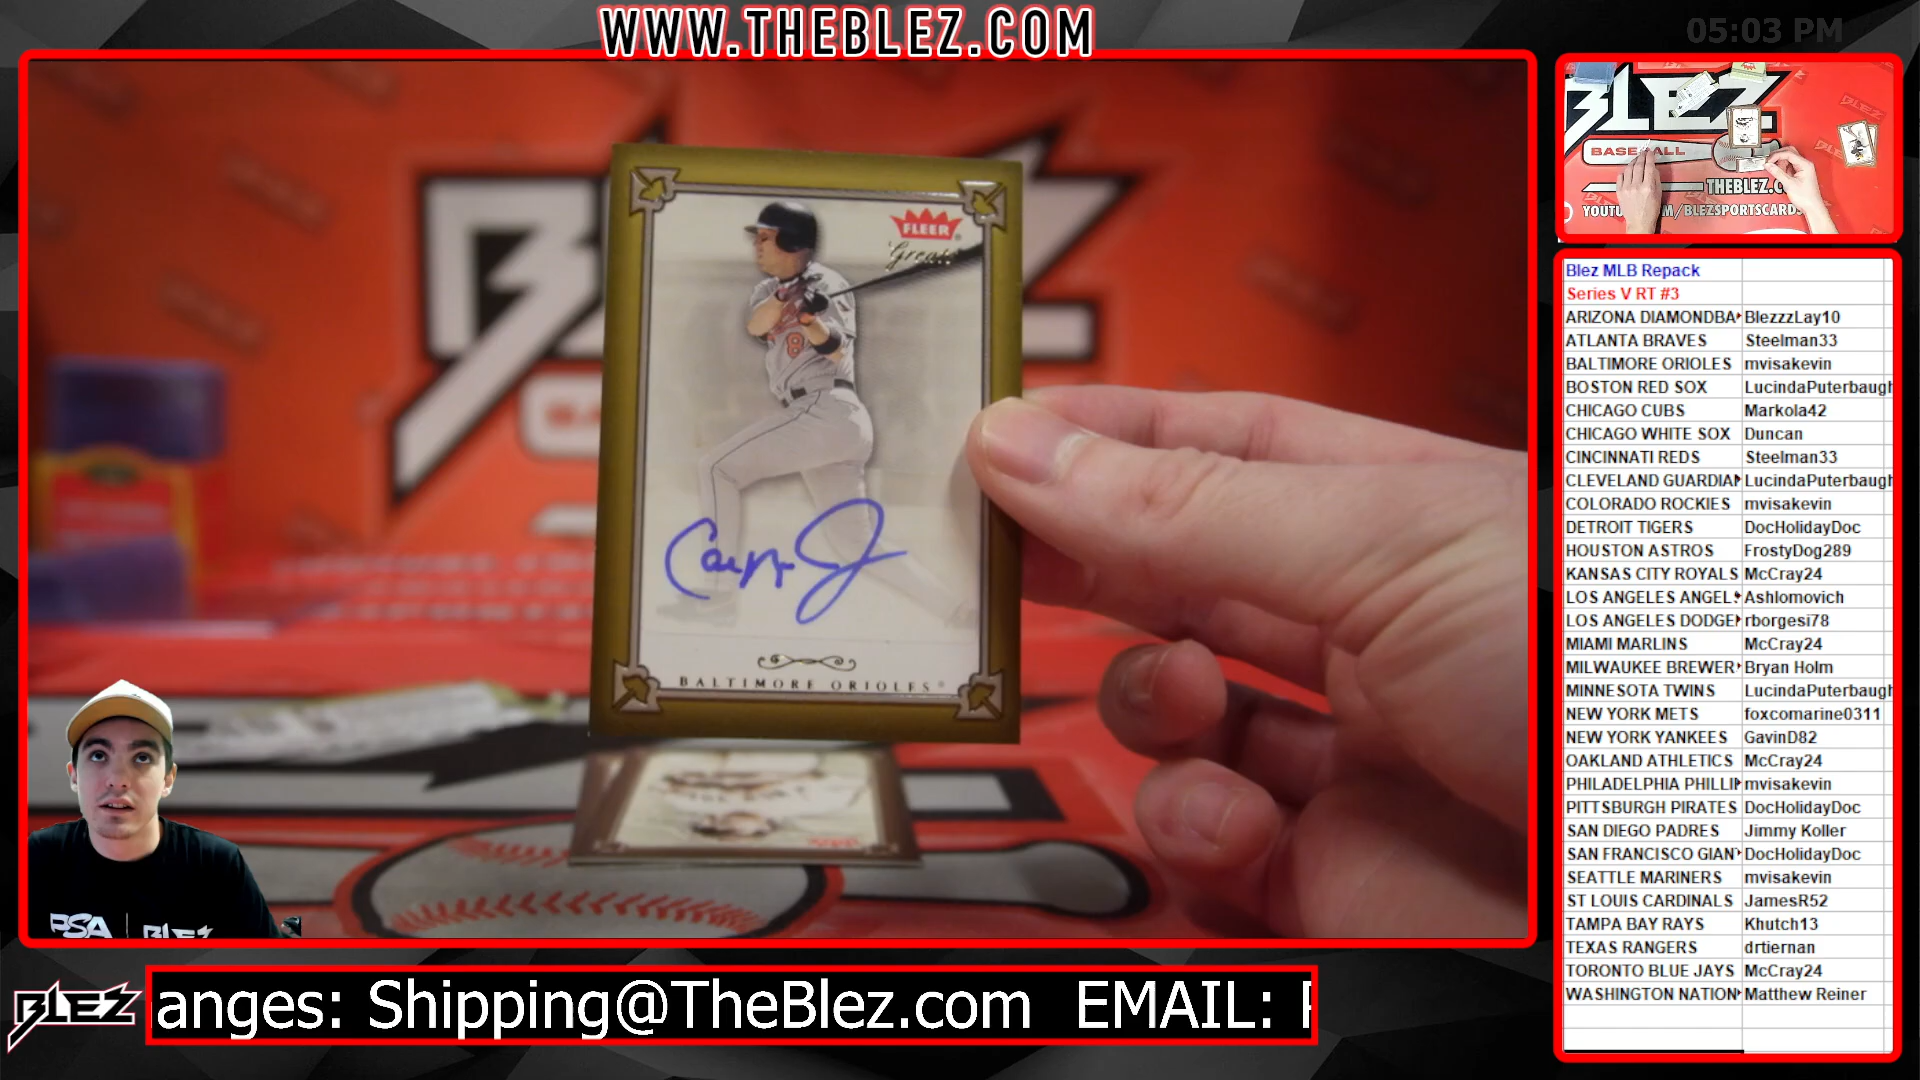 WWW.THEBLEZ.COM
05:03 PM
BLEZ
FLEER
Greats
8
BALTIMORE ORIOLES
PSA | BLEZ
BLEZ
BASEBALL
THEBLEZ.C
YOUTU
M/BLEZSPORTSCARDS
Blez MLB Repack
Series V RT #3
ARIZONA DIAMONDBA BlezzzLay10
ATLANTA BRAVES Steelman33
BALTIMORE ORIOLES mvisakevin
BOSTON RED SOX LucindaPuterbaugh
CHICAGO CUBS Markola42
CHICAGO WHITE SOX Duncan
CINCINNATI REDS Steelman33
CLEVELAND GUARDIAN LucindaPuterbaugh
COLORADO ROCKIES mvisakevin
DETROIT TIGERS DocHolidayDoc
HOUSTON ASTROS FrostyDog289
KANSAS CITY ROYALS McCray24
LOS ANGELES ANGELS Ashlomovich
LOS ANGELES DODGE rborgesi78
MIAMI MARLINS McCray24
MILWAUKEE BREWER Bryan Holm
MINNESOTA TWINS LucindaPuterbaugh
NEW YORK METS foxcomarine0311
NEW YORK YANKEES GavinD82
OAKLAND ATHLETICS McCray24
PHILADELPHIA PHILLI mvisakevin
PITTSBURGH PIRATES DocHolidayDoc
SAN DIEGO PADRES Jimmy Koller
SAN FRANCISCO GIAN DocHolidayDoc
SEATTLE MARINERS mvisakevin
ST LOUIS CARDINALS JamesR52
TAMPA BAY RAYS Khutch13
TEXAS RANGERS drtiernan
TORONTO BLUE JAYS McCray24
WASHINGTON NATION Matthew Reiner
BLEZ
anges: Shipping@TheBlez.com EMAIL: